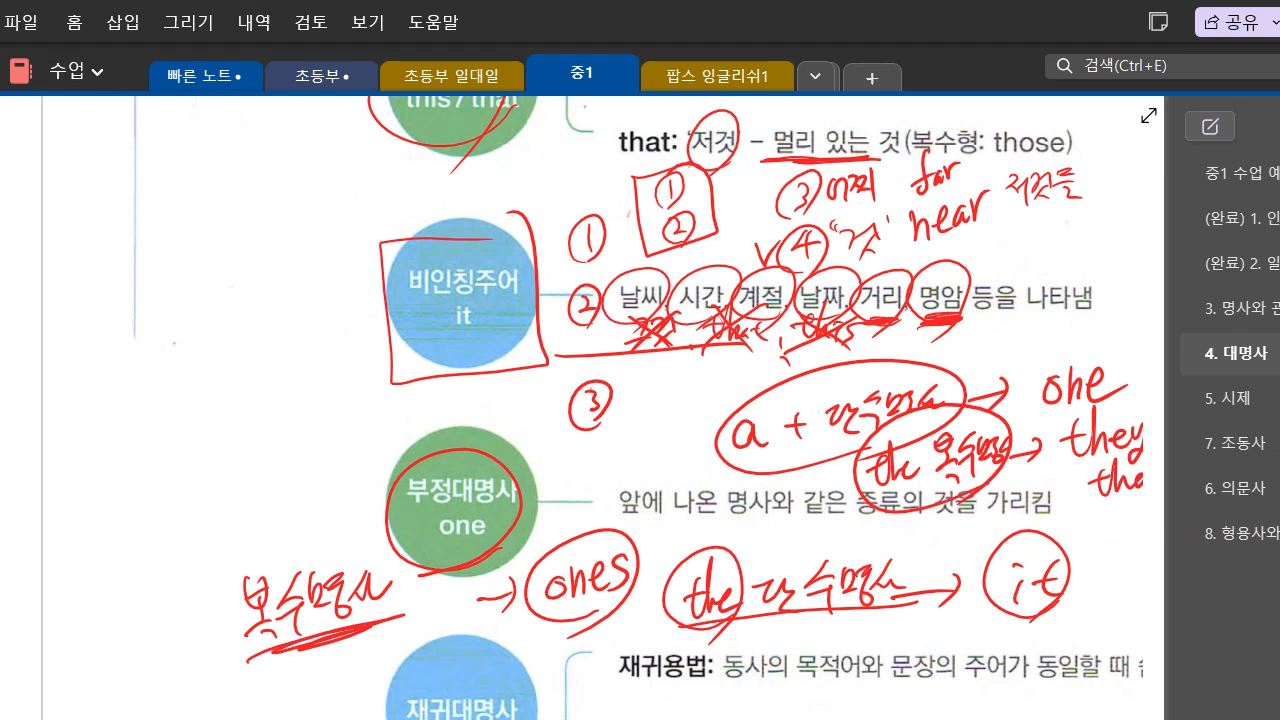 파일 홈 삽입 그리기 내역 검토 보기 도움말
공유
수업
빠른 노트
초등부
초등부 일대일
중1
팝스 잉글리쉬1
+
검색(Ctrl+E)
this / that
that: '저것' – 멀리 있는 것(복수형: those)
① ③ 어찌 far 저것들
② ④ "것" near
①
비인칭주어
it
② 날씨, 시간, 계절, 날짜, 거리, 명암 등을 나타냄
③
a + 단수명사 → one
the 복수명사 → they
부정대명사
one
앞에 나온 명사와 같은 종류의 것을 가리킴
복수명사 → ones
the 단수명사 → it
재귀대명사
재귀용법: 동사의 목적어와 문장의 주어가 동일할 때
중1 수업 예
(완료) 1. 인
(완료) 2. 일
3. 명사와 관
4. 대명사
5. 시제
7. 조동사
6. 의문사
8. 형용사와